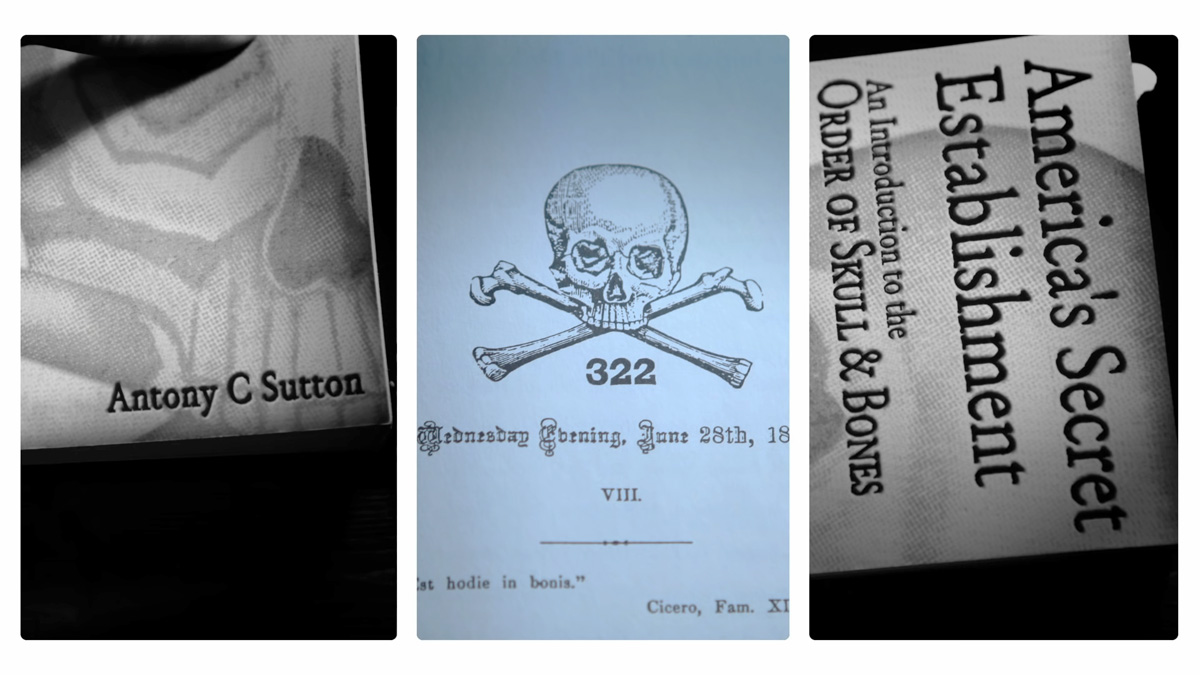 Antony C Sutton
322
Wednesday Evening, June 28th, 18
VIII.
st hodie in bonis."
Cicero, Fam. XI
America's Secret
Establishment
An Introduction to the
ORDER OF SKULL & BONES